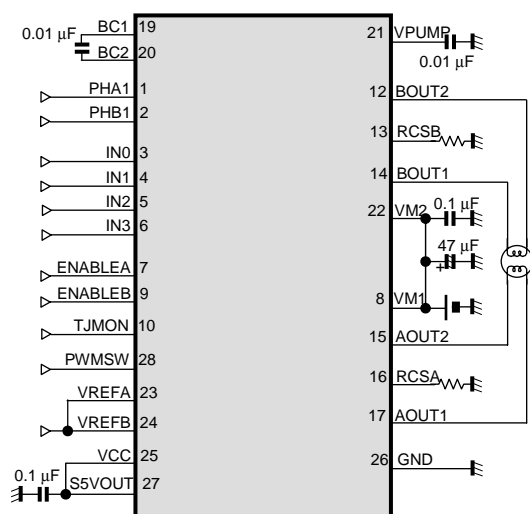 BC1 19
0.01 µF
BC2 20
PHA1 1
PHB1 2
IN0 3
IN1 4
IN2 5
IN3 6
ENABLEA 7
ENABLEB 9
TJMON 10
PWMSW 28
VREFA 23
VREFB 24
VCC 25
0.1 µF
S5VOUT 27
21 VPUMP
0.01 µF
12 BOUT2
13 RCSB
14 BOUT1
22 VM2
0.1 µF
47 µF
+
8 VM1
15 AOUT2
16 RCSA
17 AOUT1
26 GND